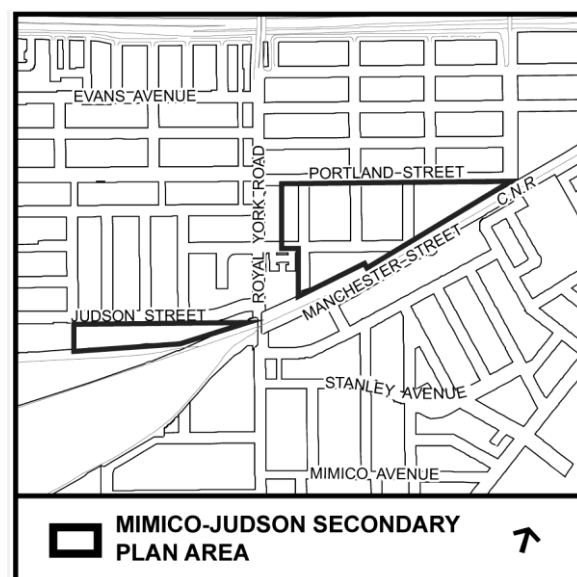 EVANS AVENUE
PORTLAND STREET
ROYAL YORK ROAD
C.N.R
MANCHESTER STREET
JUDSON STREET
STANLEY AVENUE
MIMICO AVENUE
MIMICO-JUDSON SECONDARY
PLAN AREA